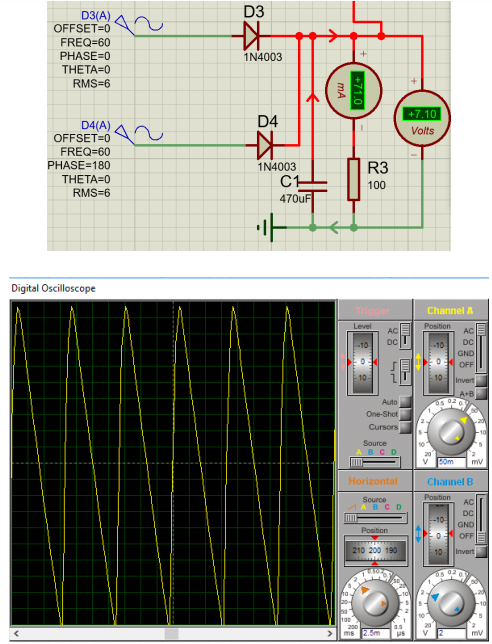 D3(A)
OFFSET=0
FREQ=60
PHASE=0
THETA=0
RMS=6
D3
1N4003
D4(A)
OFFSET=0
FREQ=60
PHASE=180
THETA=0
RMS=6
D4
1N4003
C1
470uF
+71.0
mA
R3
100
+7.10
Volts
Digital Oscilloscope
Trigger
Level
AC
DC
-10
0
10
Auto
One-Shot
Cursors
Source
A B C D
Channel A
Position
AC
DC
GND
OFF
Invert
A+B
-10
0
10
V
50m
mV
Horizontal
Source
A B C D
Position
210 200 190
ms
2.5m
µs
Channel B
Position
AC
DC
GND
OFF
Invert
-10
0
10
V
2
mV